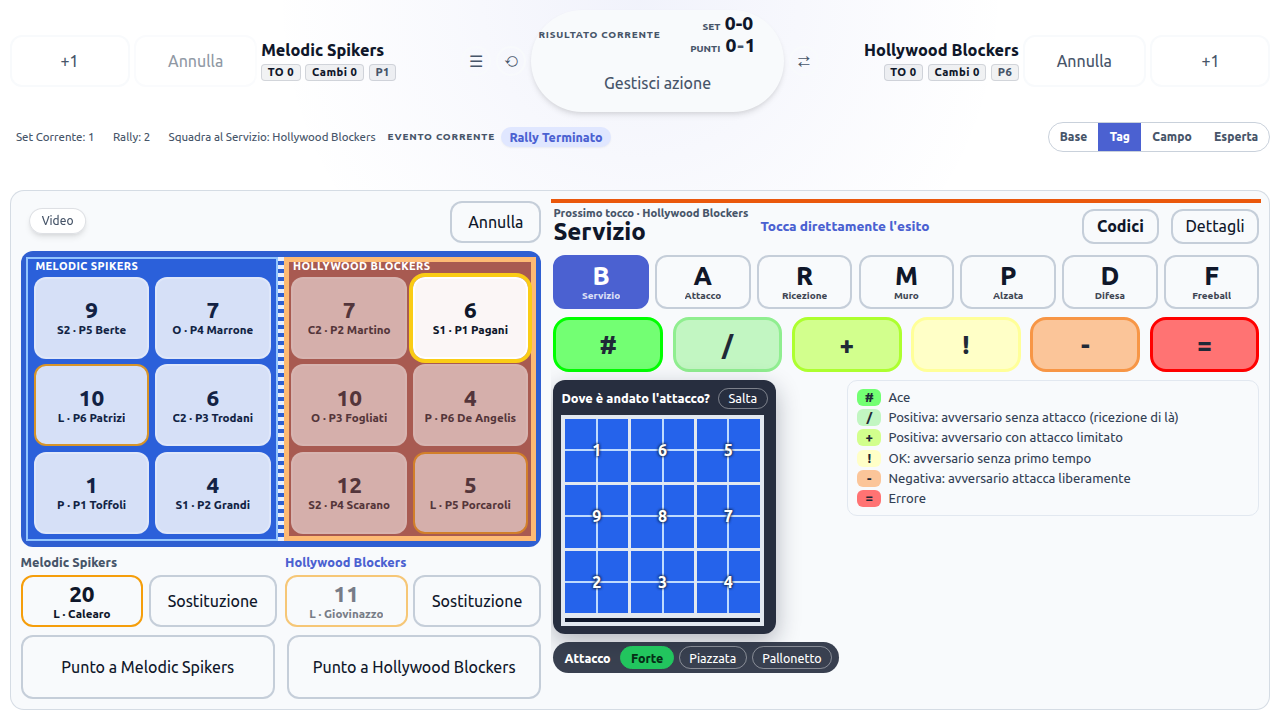 +1
Annulla
Melodic Spikers
TO 0 Cambi 0 P1
☰
RISULTATO CORRENTE
SET 0-0
PUNTI 0-1
Gestisci azione
⇄
Hollywood Blockers
TO 0 Cambi 0 P6
Annulla
+1
Set Corrente: 1 Rally: 2 Squadra al Servizio: Hollywood Blockers EVENTO CORRENTE Rally Terminato
Base Tag Campo Esperta
Video
Annulla
MELODIC SPIKERS
HOLLYWOOD BLOCKERS
9
S2 · P5 Berte
7
O · P4 Marrone
7
C2 · P2 Martino
6
S1 · P1 Pagani
10
L · P6 Patrizi
6
C2 · P3 Trodani
10
O · P3 Fogliati
4
P · P6 De Angelis
1
P · P1 Toffoli
4
S1 · P2 Grandi
12
S2 · P4 Scarano
5
L · P5 Porcaroli
Melodic Spikers
Hollywood Blockers
20
L · Calearo
Sostituzione
11
L · Giovinazzo
Sostituzione
Punto a Melodic Spikers
Punto a Hollywood Blockers
Prossimo tocco · Hollywood Blockers
Servizio
Tocca direttamente l'esito
Codici
Dettagli
B
Servizio
A
Attacco
R
Ricezione
M
Muro
P
Alzata
D
Difesa
F
Freeball
# / + ! - =
Dove è andato l'attacco? Salta
1 6 5
9 8 7
2 3 4
Attacco Forte Piazzata Pallonetto
# Ace
/ Positiva: avversario senza attacco (ricezione di là)
+ Positiva: avversario con attacco limitato
! OK: avversario senza primo tempo
- Negativa: avversario attacca liberamente
= Errore